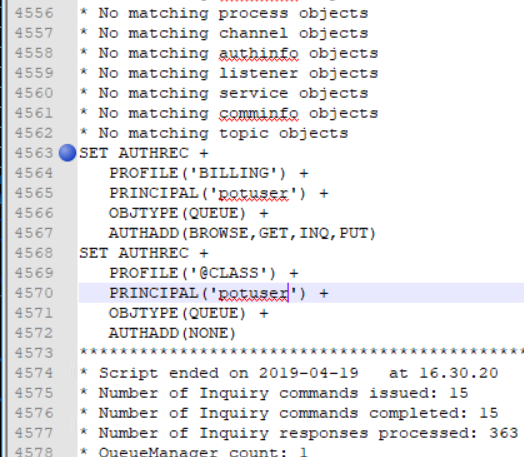 4556 * No matching process objects
4557 * No matching channel objects
4558 * No matching authinfo objects
4559 * No matching listener objects
4560 * No matching service objects
4561 * No matching comminfo objects
4562 * No matching topic objects
4563 SET AUTHREC +
4564 PROFILE('BILLING') +
4565 PRINCIPAL('potuser') +
4566 OBJTYPE(QUEUE) +
4567 AUTHADD(BROWSE,GET,INQ,PUT)
4568 SET AUTHREC +
4569 PROFILE('@CLASS') +
4570 PRINCIPAL('potuser') +
4571 OBJTYPE(QUEUE) +
4572 AUTHADD(NONE)
4573 *******************************************************
4574 * Script ended on 2019-04-19 at 16.30.20
4575 * Number of Inquiry commands issued: 15
4576 * Number of Inquiry commands completed: 15
4577 * Number of Inquiry responses processed: 363
4578 * QueueManager count: 1